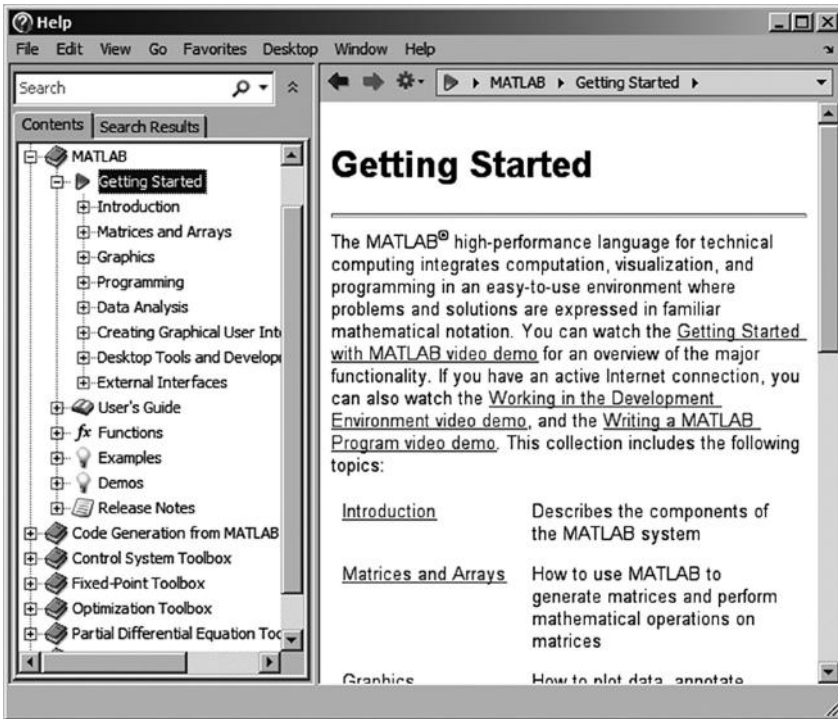 Help
File Edit View Go Favorites Desktop Window Help
Search
MATLAB Getting Started
Contents Search Results
MATLAB
Getting Started
Introduction
Matrices and Arrays
Graphics
Programming
Data Analysis
Creating Graphical User Int
Desktop Tools and Develop
External Interfaces
User's Guide
fx Functions
Examples
Demos
Release Notes
Code Generation from MATLAB
Control System Toolbox
Fixed-Point Toolbox
Optimization Toolbox
Partial Differential Equation Too
Getting Started
The MATLAB® high-performance language for technical
computing integrates computation, visualization, and
programming in an easy-to-use environment where
problems and solutions are expressed in familiar
mathematical notation. You can watch the Getting Started
with MATLAB video demo for an overview of the major
functionality. If you have an active Internet connection, you
can also watch the Working in the Development
Environment video demo, and the Writing a MATLAB
Program video demo. This collection includes the following
topics:
Introduction Describes the components of
the MATLAB system
Matrices and Arrays How to use MATLAB to
generate matrices and perform
mathematical operations on
matrices
Graphics How to plot data, annotate